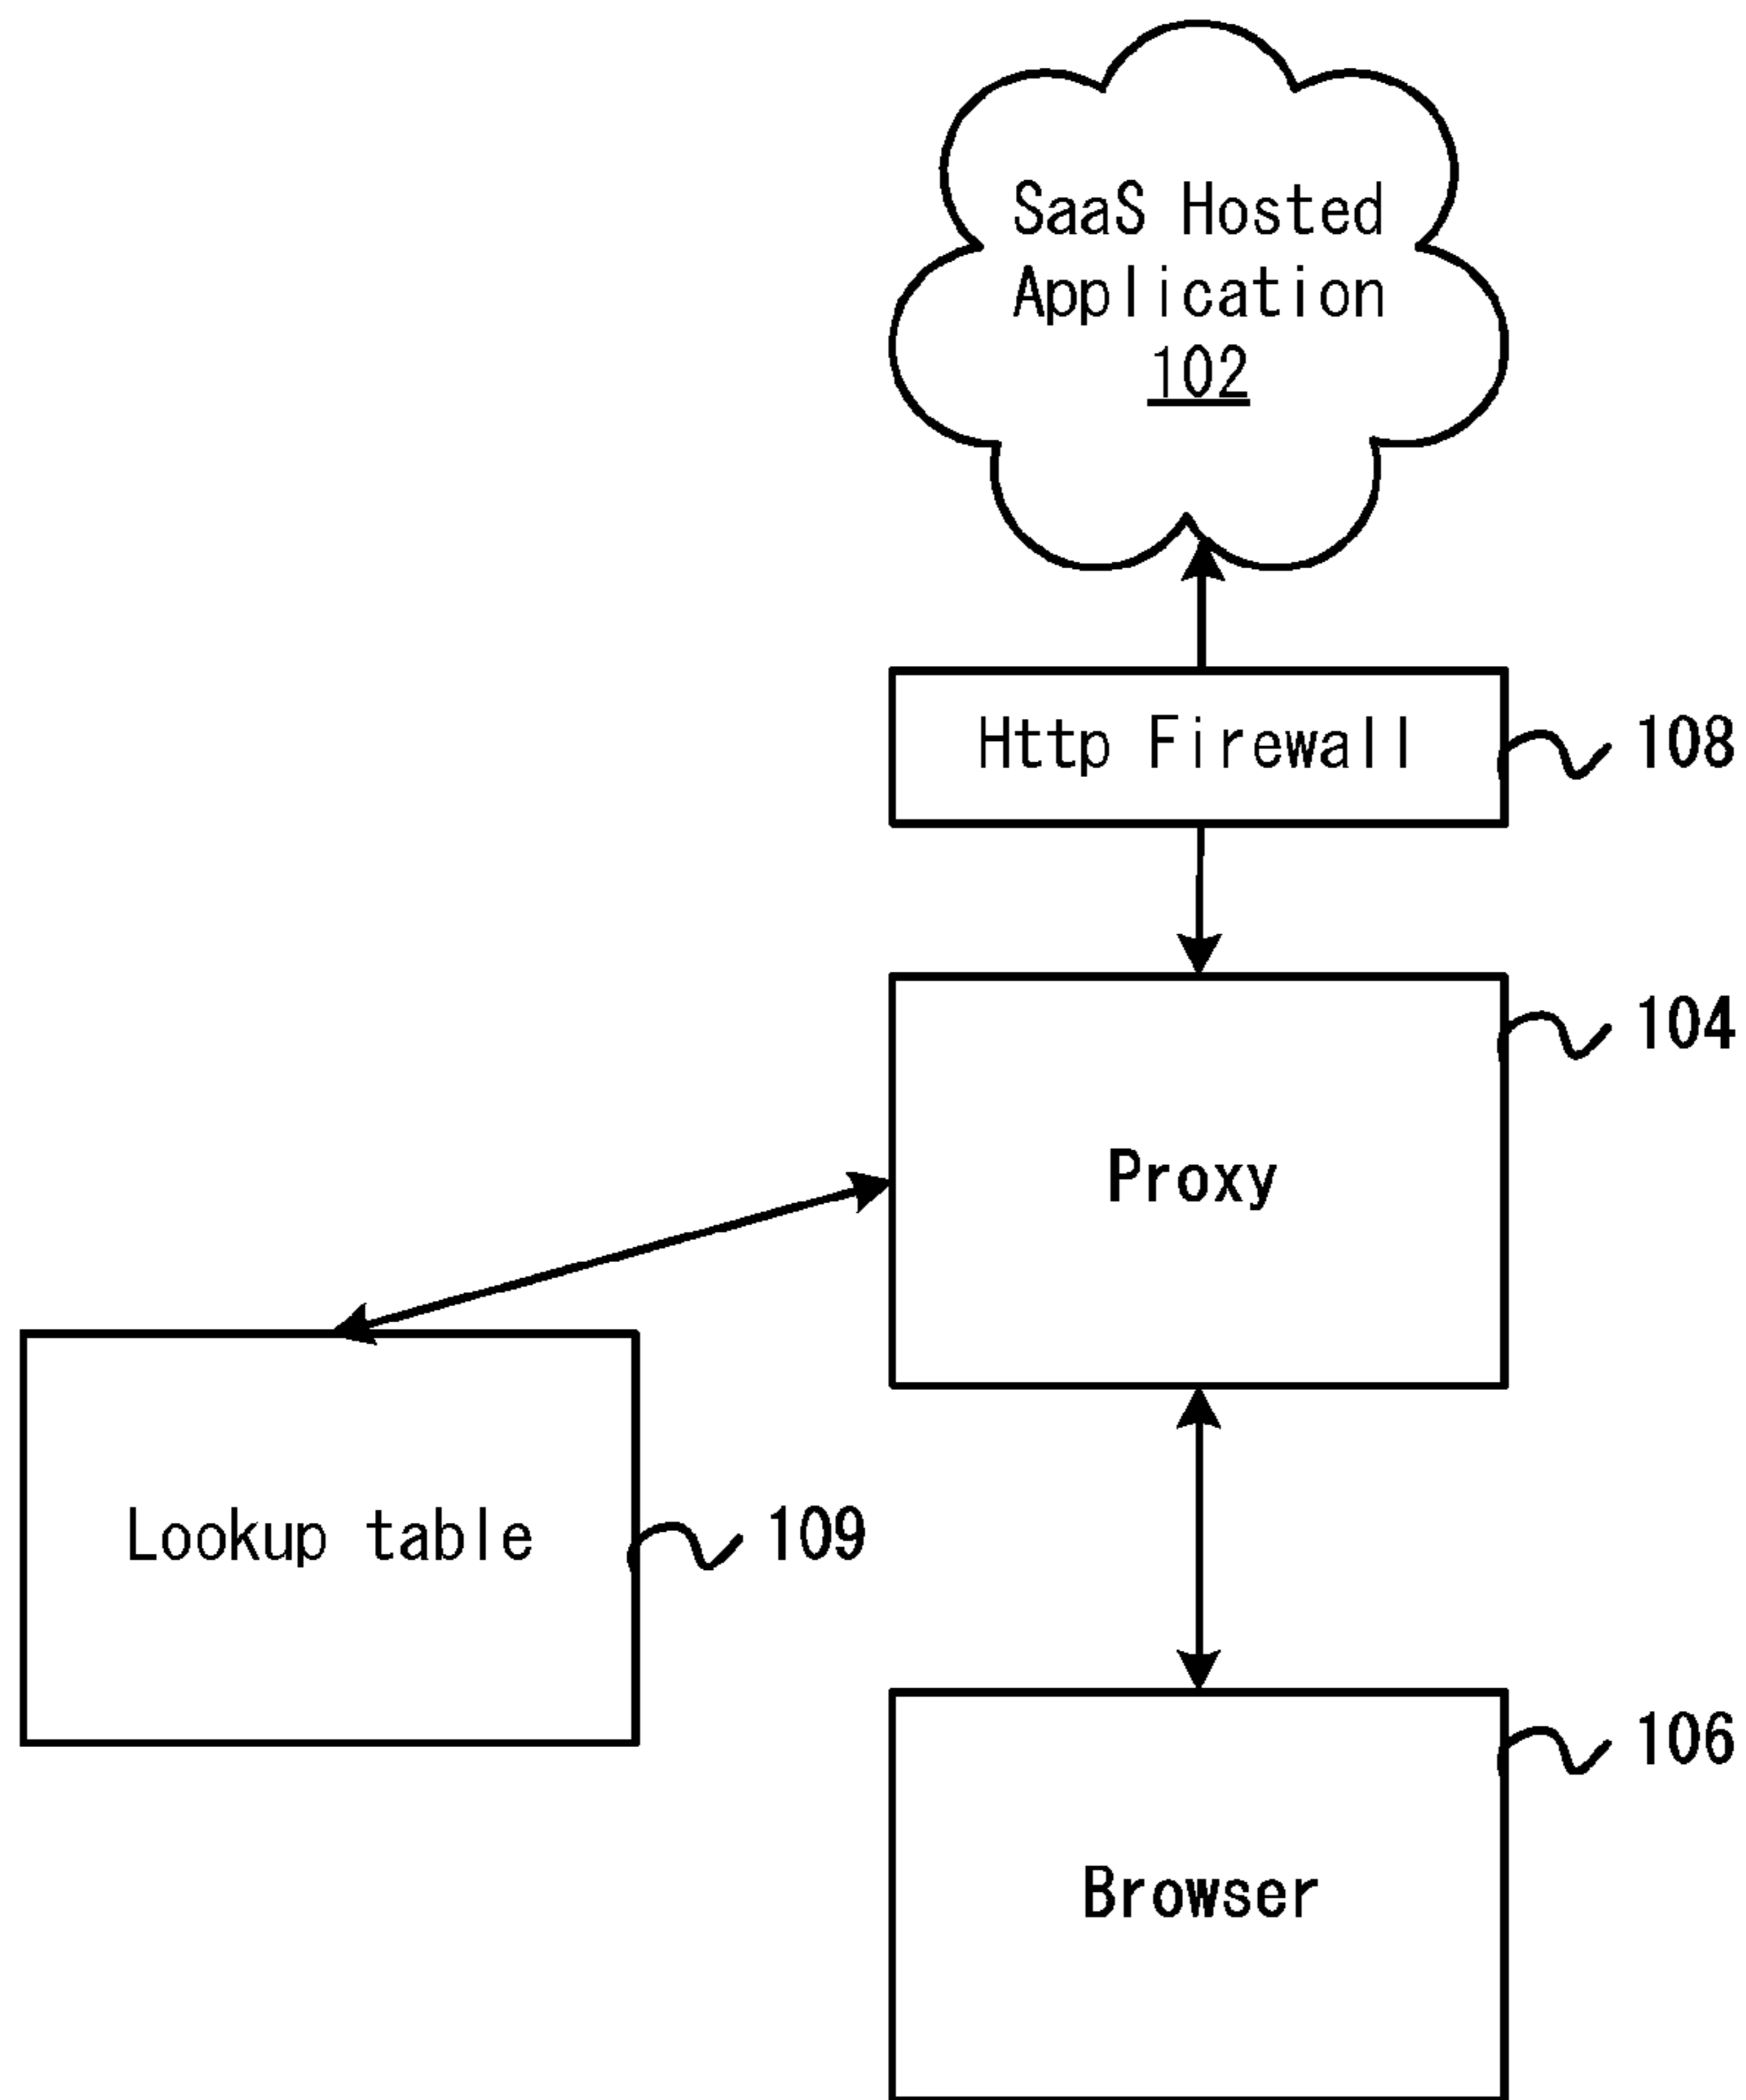 SaaS Hosted
Application
102
Http Firewall
108
104
Proxy
Lookup table
109
106
Browser